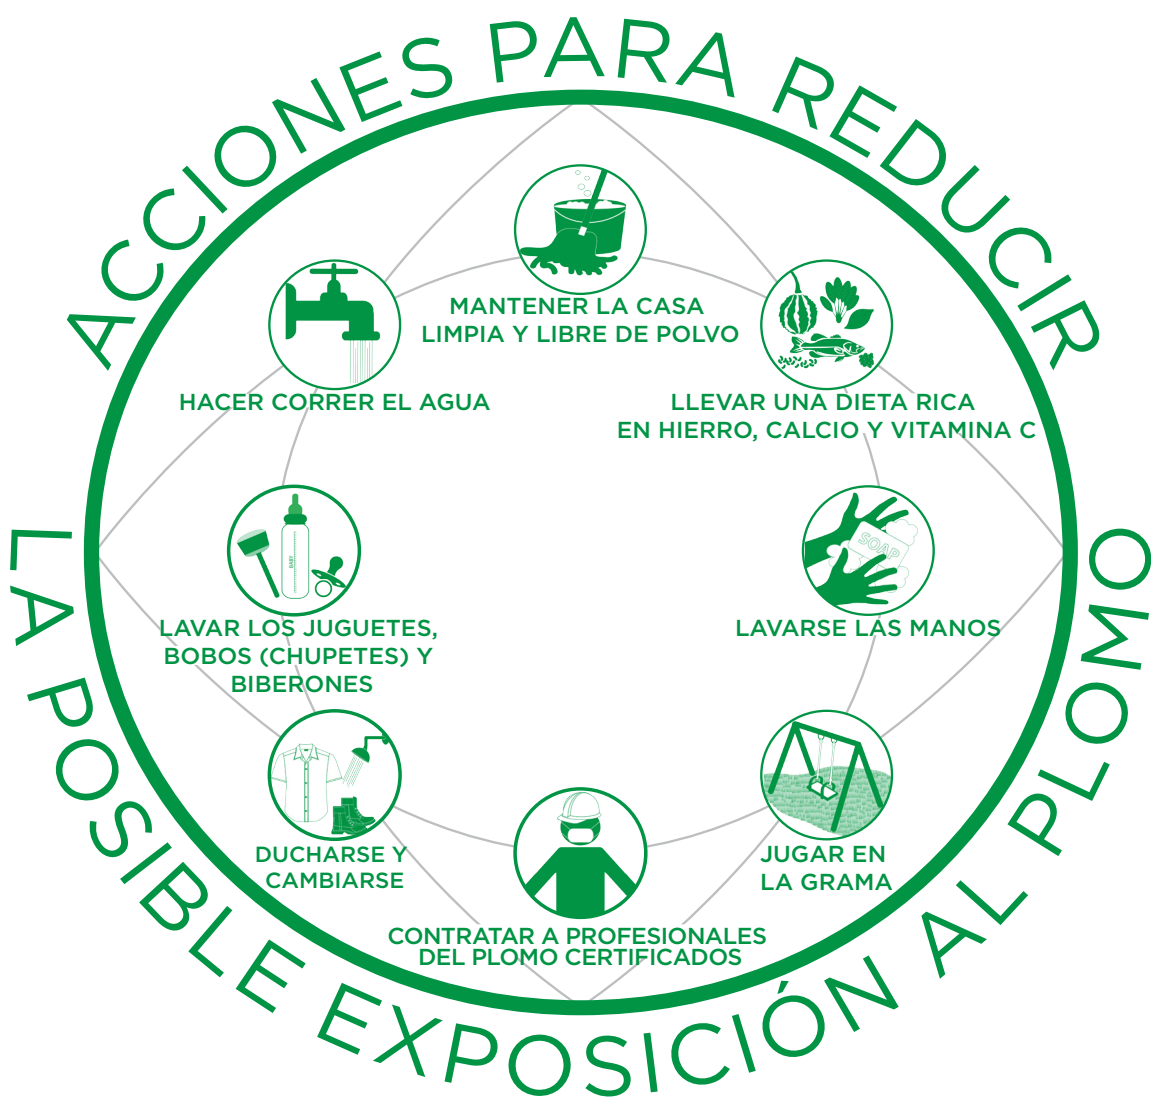 ACCIONES PARA REDUCIR
LA POSIBLE EXPOSICIÓN AL PLOMO
MANTENER LA CASA
LIMPIA Y LIBRE DE POLVO
LLEVAR UNA DIETA RICA
EN HIERRO, CALCIO Y VITAMINA C
SOAP
LAVARSE LAS MANOS
JUGAR EN
LA GRAMA
CONTRATAR A PROFESIONALES
DEL PLOMO CERTIFICADOS
DUCHARSE Y
CAMBIARSE
BABY
LAVAR LOS JUGUETES,
BOBOS (CHUPETES) Y
BIBERONES
HACER CORRER EL AGUA